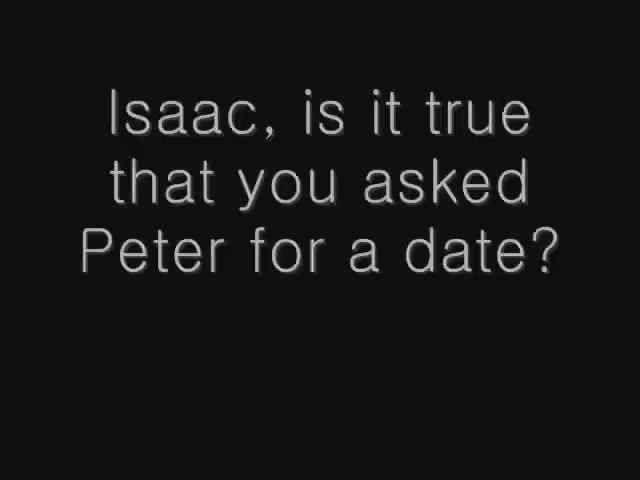 Isaac, is it true
that you asked
Peter for a date?